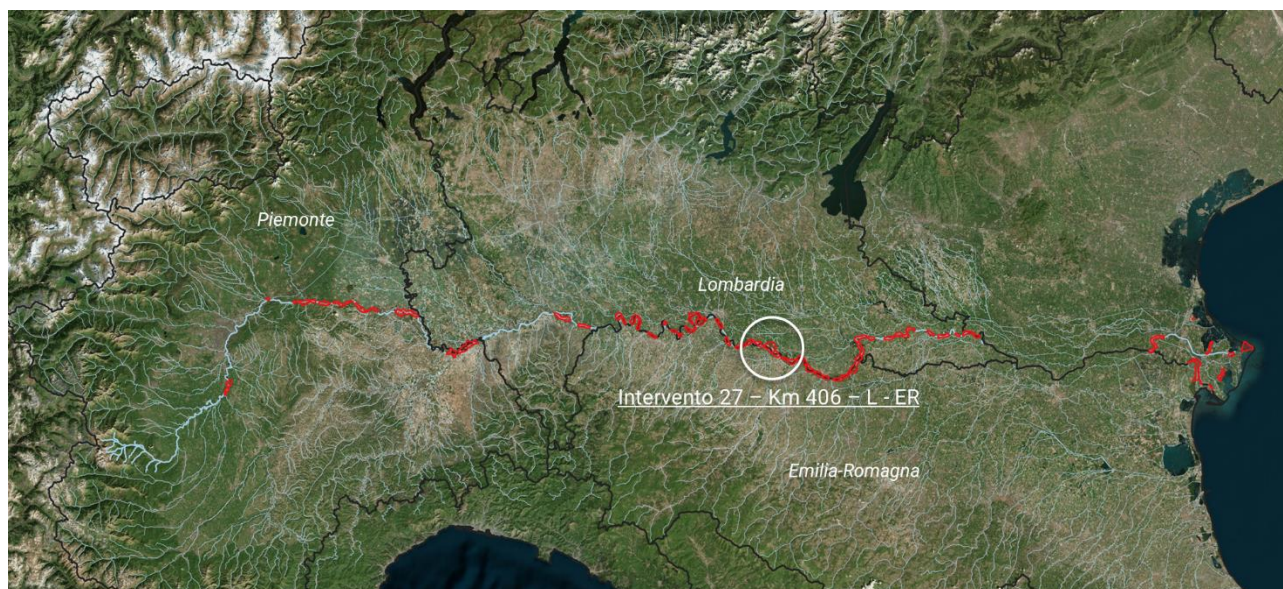 Piemonte
Lombardia
Intervento 27 – Km 406 – L - ER
Emilia-Romagna